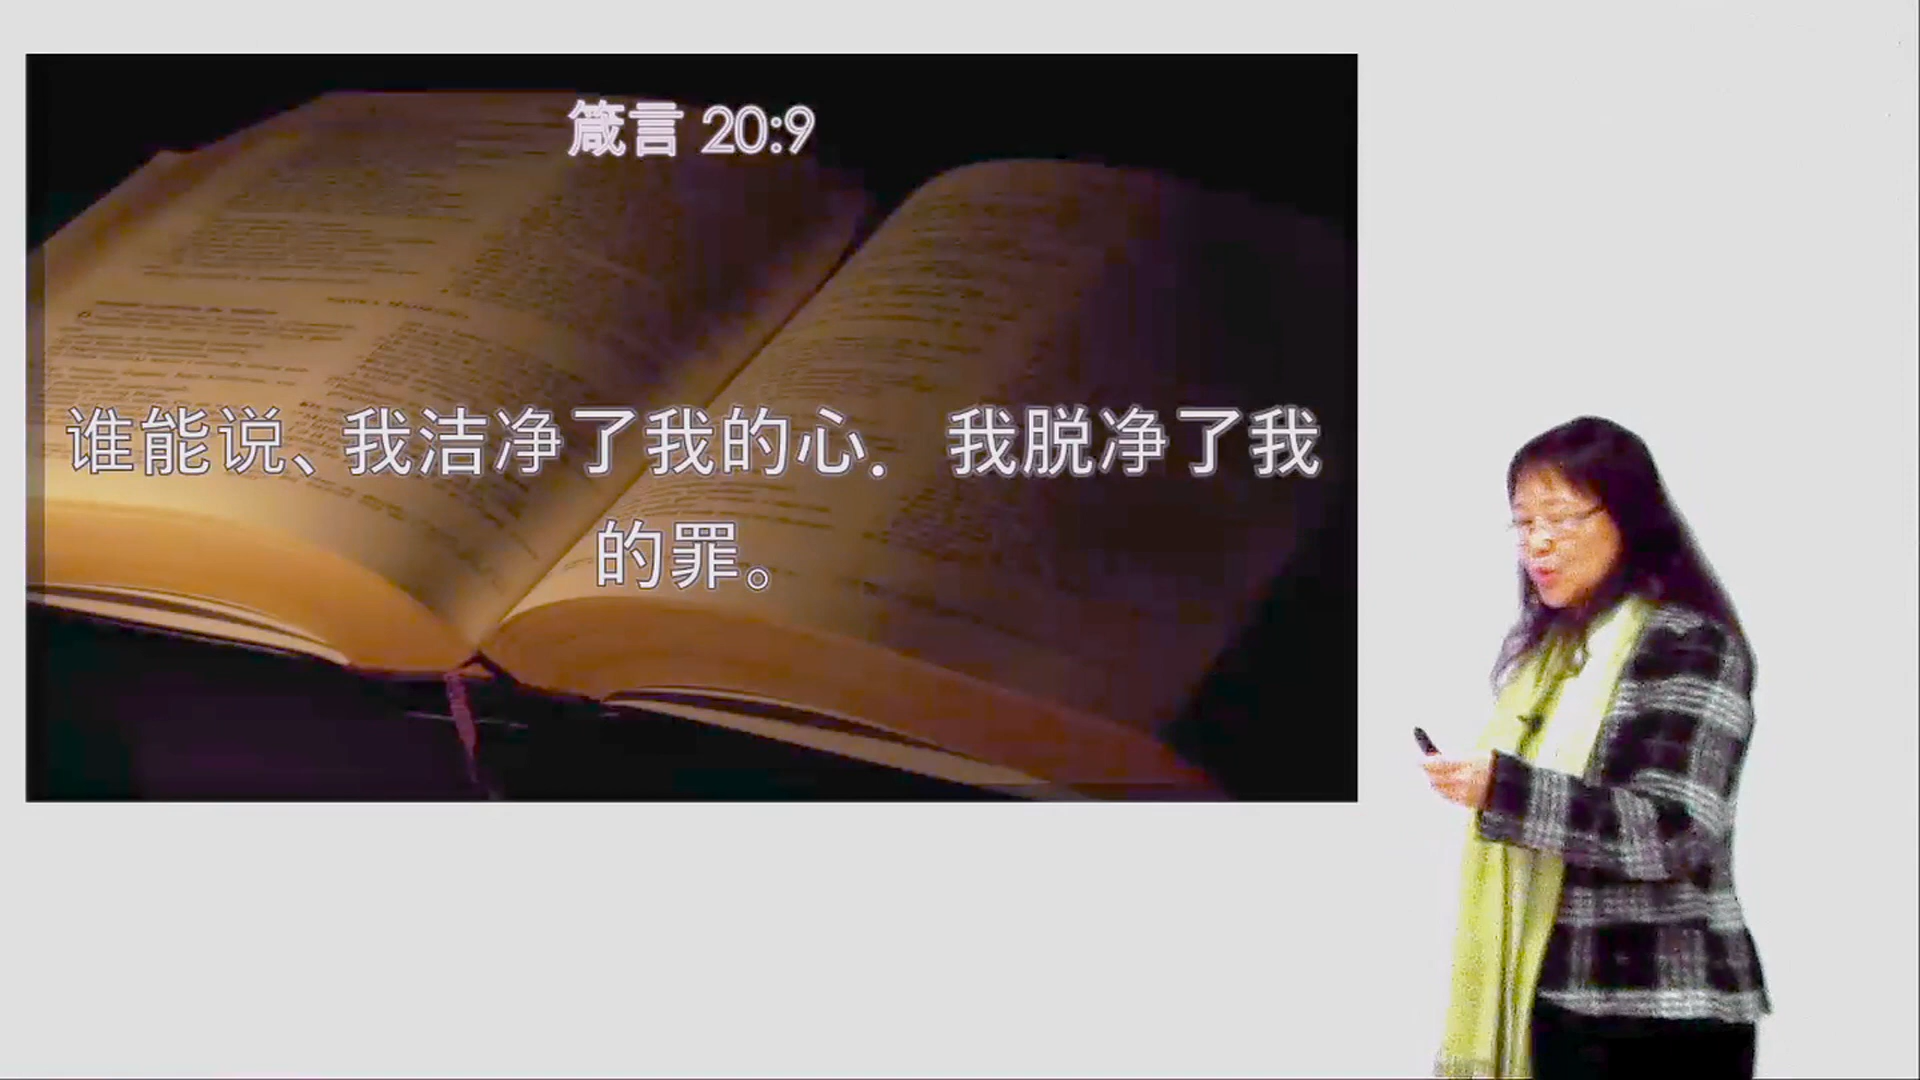 箴言 20:9
谁能说、我洁净了我的心． 我脱净了我
的罪。